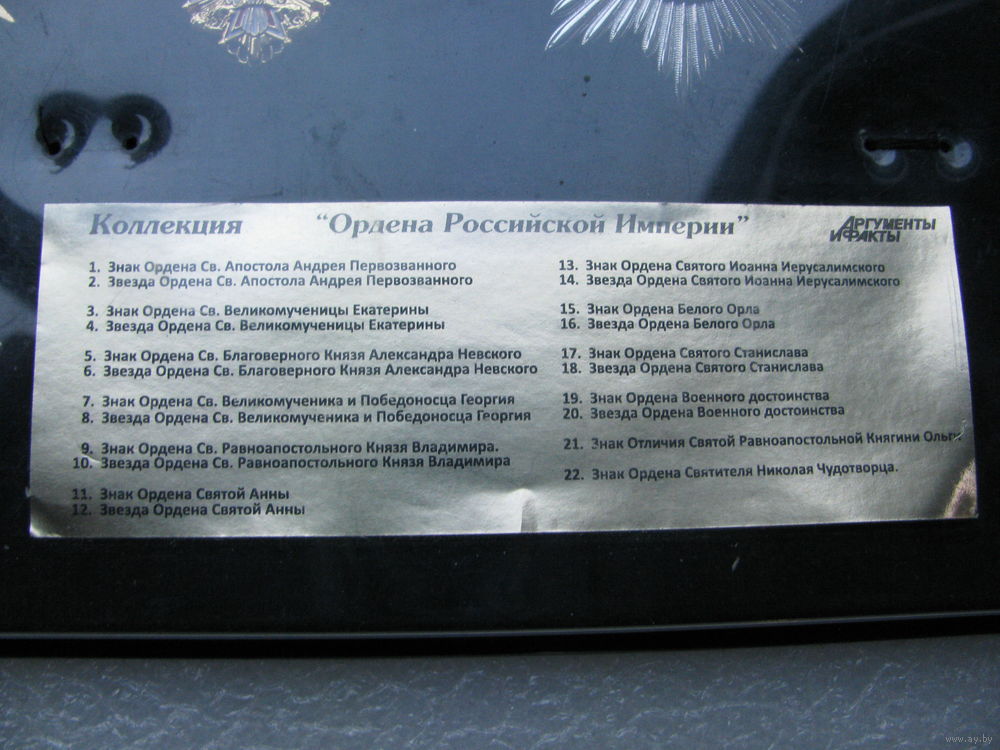 Коллекция "Ордена Российской Империи" АРГУМЕНТЫ И ФАКТЫ
1. Знак Ордена Св. Апостола Андрея Первозванного
2. Звезда Ордена Св. Апостола Андрея Первозванного
3. Знак Ордена Св. Великомученицы Екатерины
4. Звезда Ордена Св. Великомученицы Екатерины
5. Знак Ордена Св. Благоверного Князя Александра Невского
6. Звезда Ордена Св. Благоверного Князя Александра Невского
7. Знак Ордена Св. Великомученика и Победоносца Георгия
8. Звезда Ордена Св. Великомученика и Победоносца Георгия
9. Знак Ордена Св. Равноапостольного Князя Владимира.
10. Звезда Ордена Св. Равноапостольного Князя Владимира
11. Знак Ордена Святой Анны
12. Звезда Ордена Святой Анны
13. Знак Ордена Святого Иоанна Иерусалимского
14. Звезда Ордена Святого Иоанна Иерусалимского
15. Знак Ордена Белого Орла
16. Звезда Ордена Белого Орла
17. Знак Ордена Святого Станислава
18. Звезда Ордена Святого Станислава
19. Знак Ордена Военного достоинства
20. Звезда Ордена Военного достоинства
21. Знак Отличия Святой Равноапостольной Княгини Ольги
22. Знак Ордена Святителя Николая Чудотворца.
www.ay.by